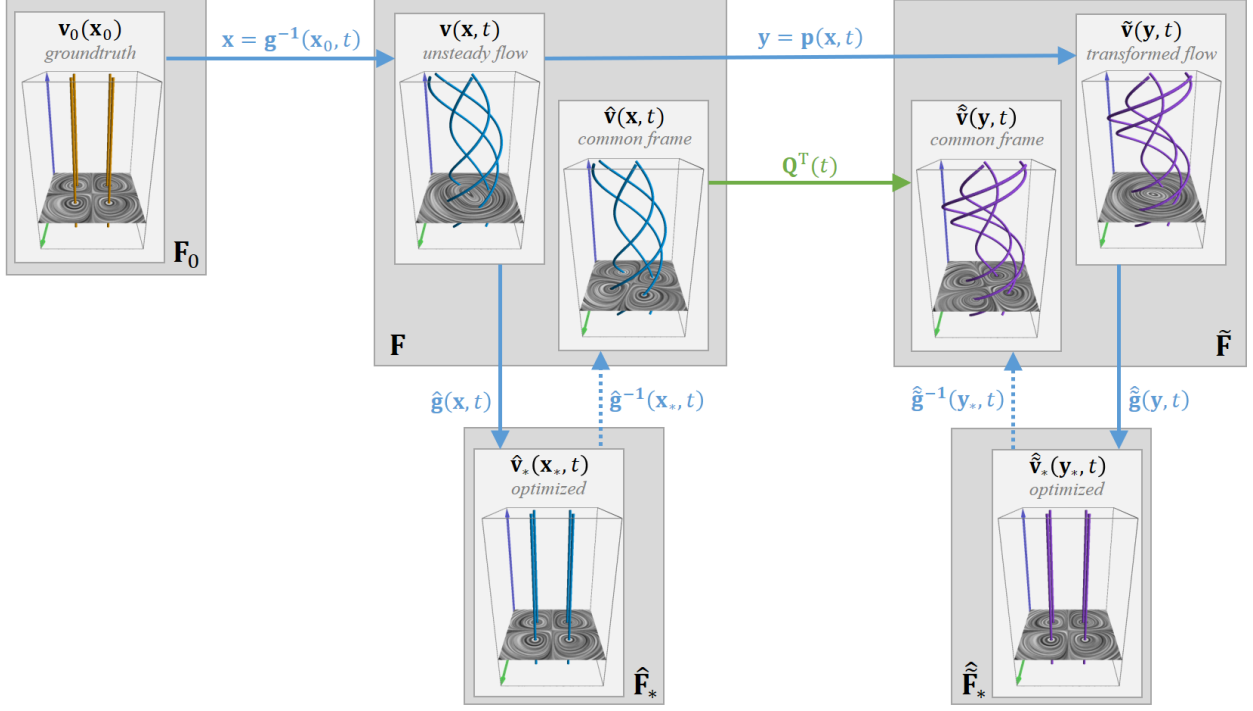 v₀(x₀)
groundtruth
F₀
x = g⁻¹(x₀, t)
v(x, t)
unsteady flow
v̂(x, t)
common frame
F
y = p(x, t)
Qᵀ(t)
ṽ(y, t)
transformed flow
ṽ̂(y, t)
common frame
F̃
ĝ(x, t)
ĝ⁻¹(x∗, t)
g̃̂⁻¹(y∗, t)
g̃̂(y, t)
v̂∗(x∗, t)
optimized
F̂∗
ṽ̂∗(y∗, t)
optimized
F̃̂∗